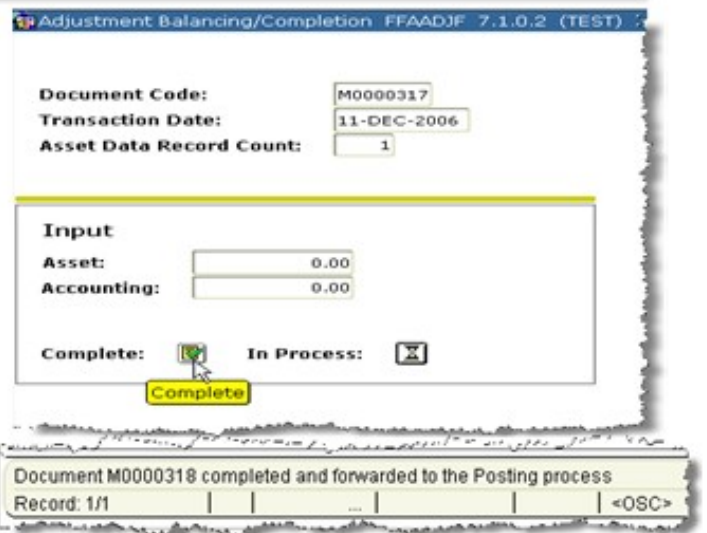 Adjustment Balancing/Completion FFAADJF 7.1.0.2 (TEST)
Document Code: M0000317
Transaction Date: 11-DEC-2006
Asset Data Record Count: 1
Input
Asset: 0.00
Accounting: 0.00
Complete: In Process:
Complete
Document M0000318 completed and forwarded to the Posting process
Record: 1/1 ... <OSC>